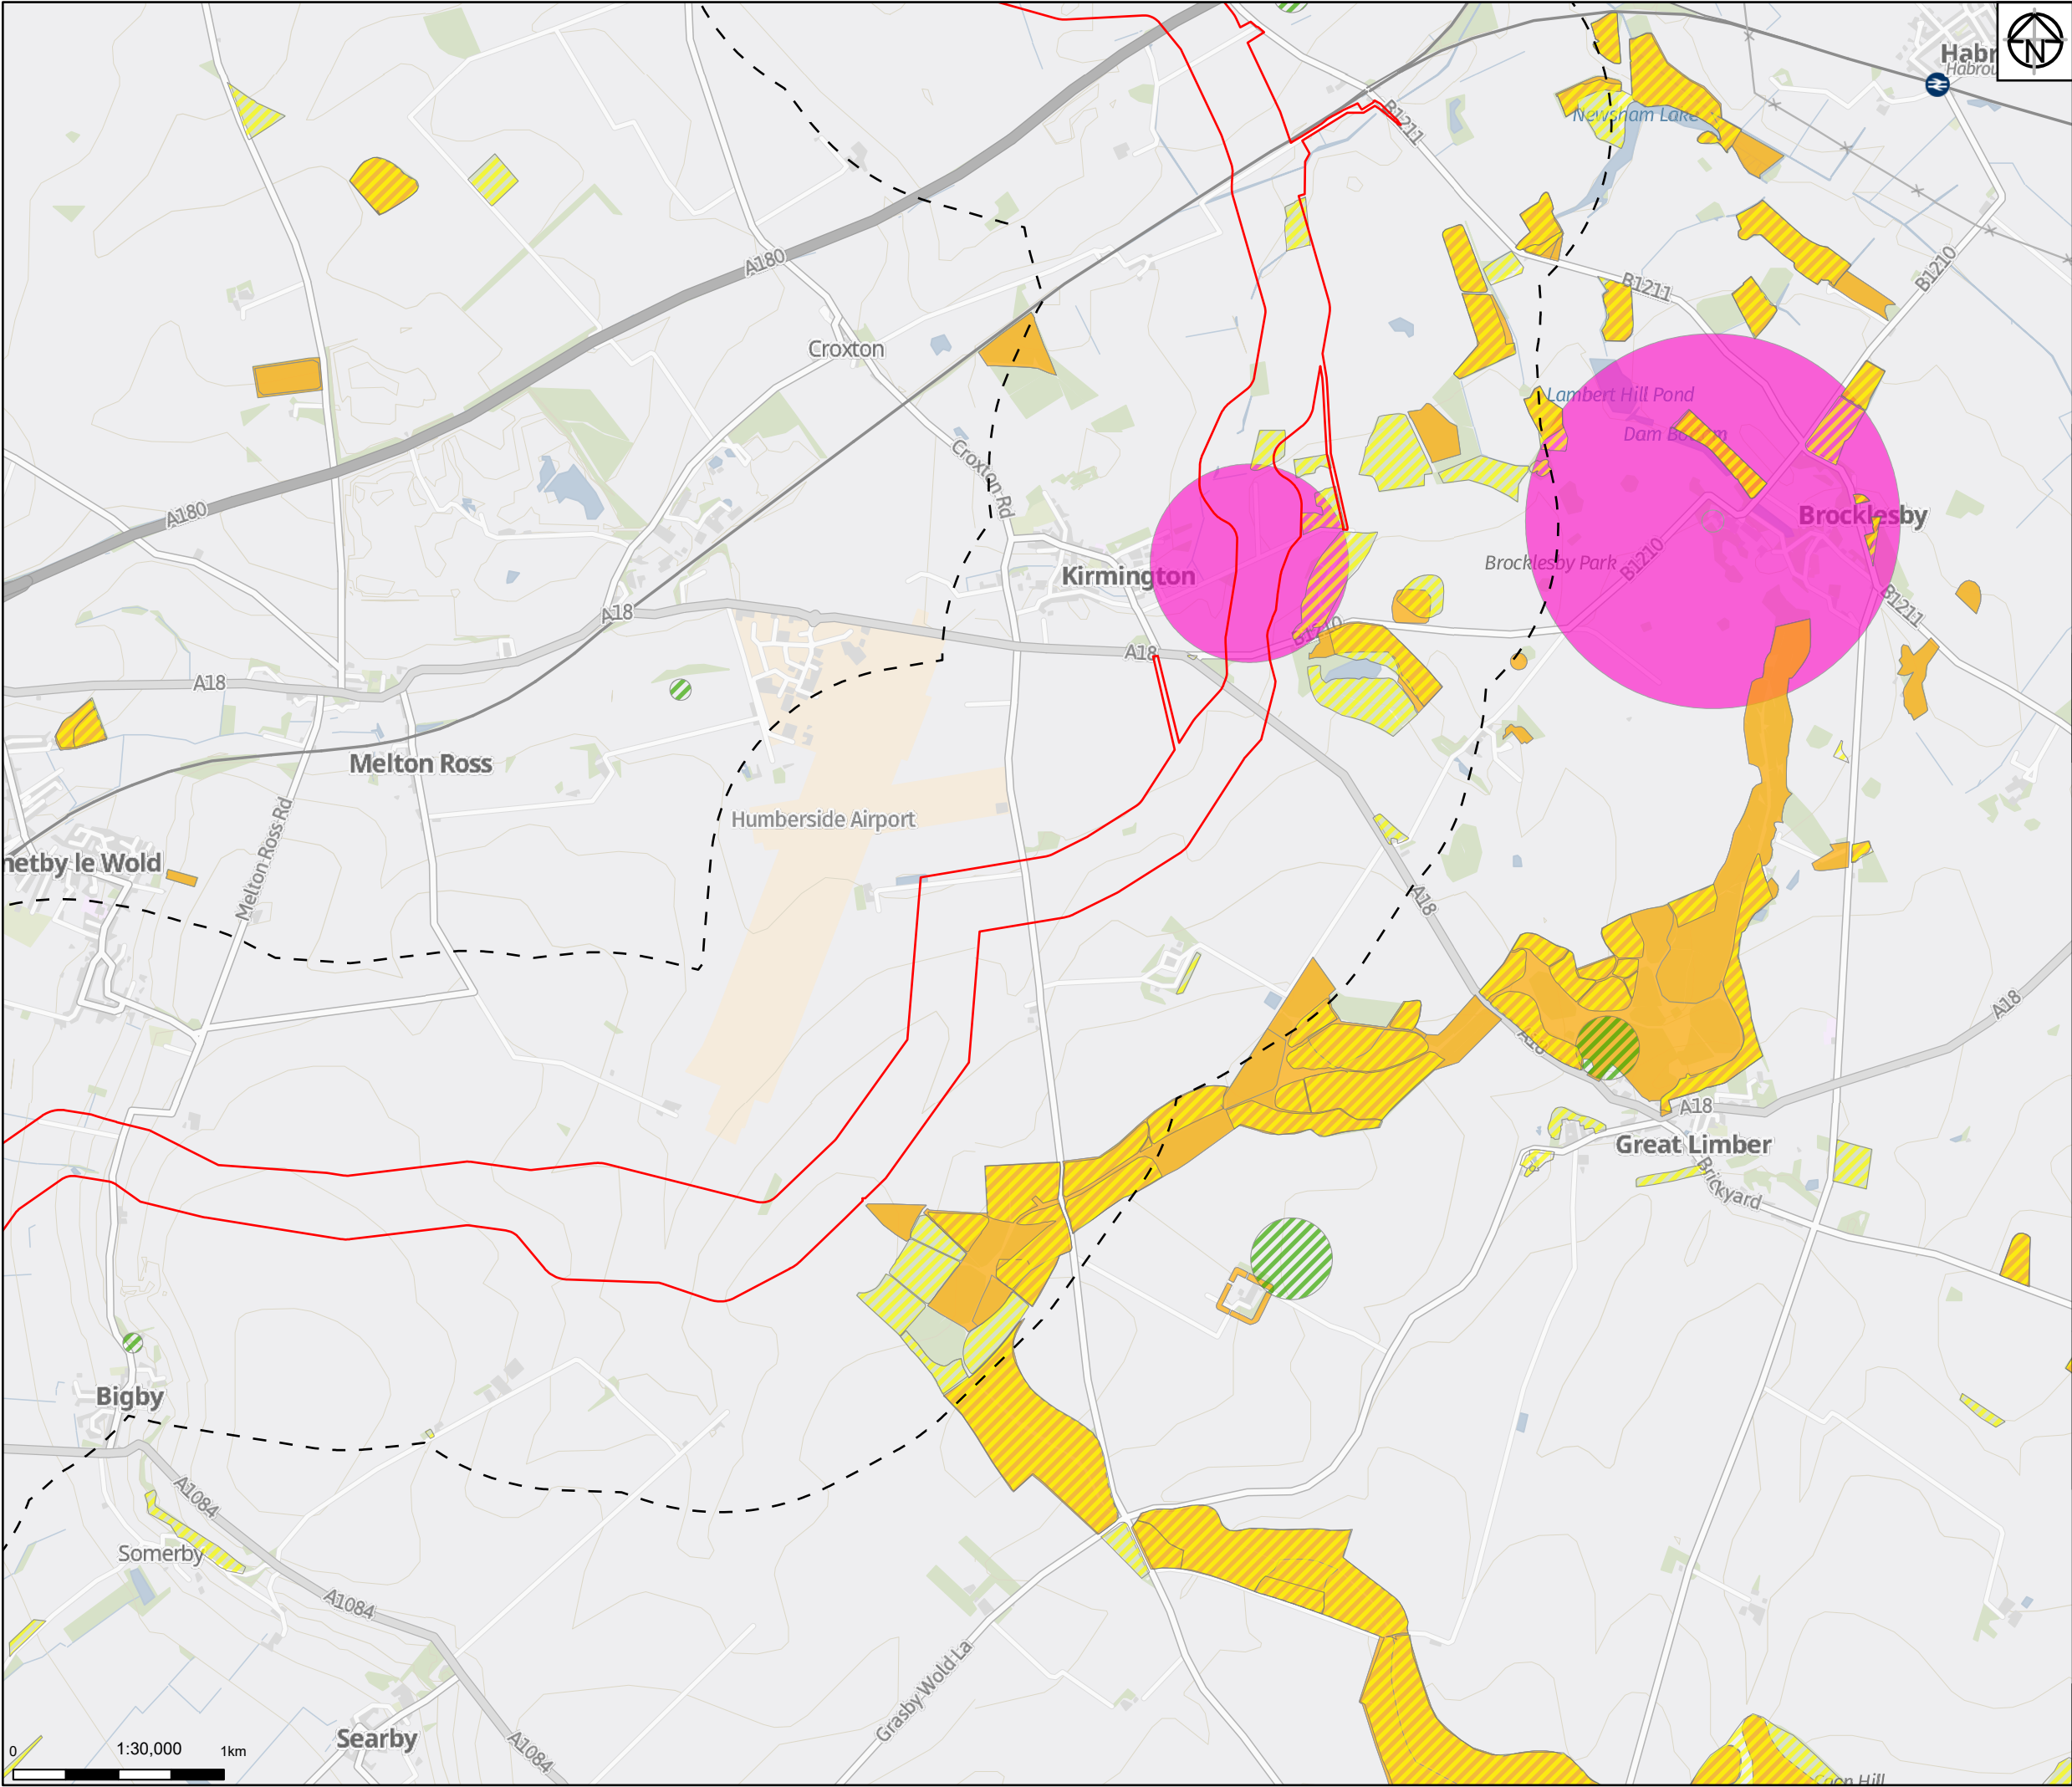 Habr
Habrou
N
B1211
Newsham Lake
A180
B1210
B1211
Croxton
Lambert Hill Pond
Dam Bottom
Croxton Rd
A180
Brocklesby
Brocklesby Park
B1210
Kirmington
B1211
A18
B1210
A18
A18
Melton Ross
Humberside Airport
netby le Wold
Melton Ross Rd
A18
A18
A18
A18
Great Limber
Brickyard
Bigby
A1084
Somerby
A1084
Grasby Wold La
Searby
A1084
0
1:30,000
1km